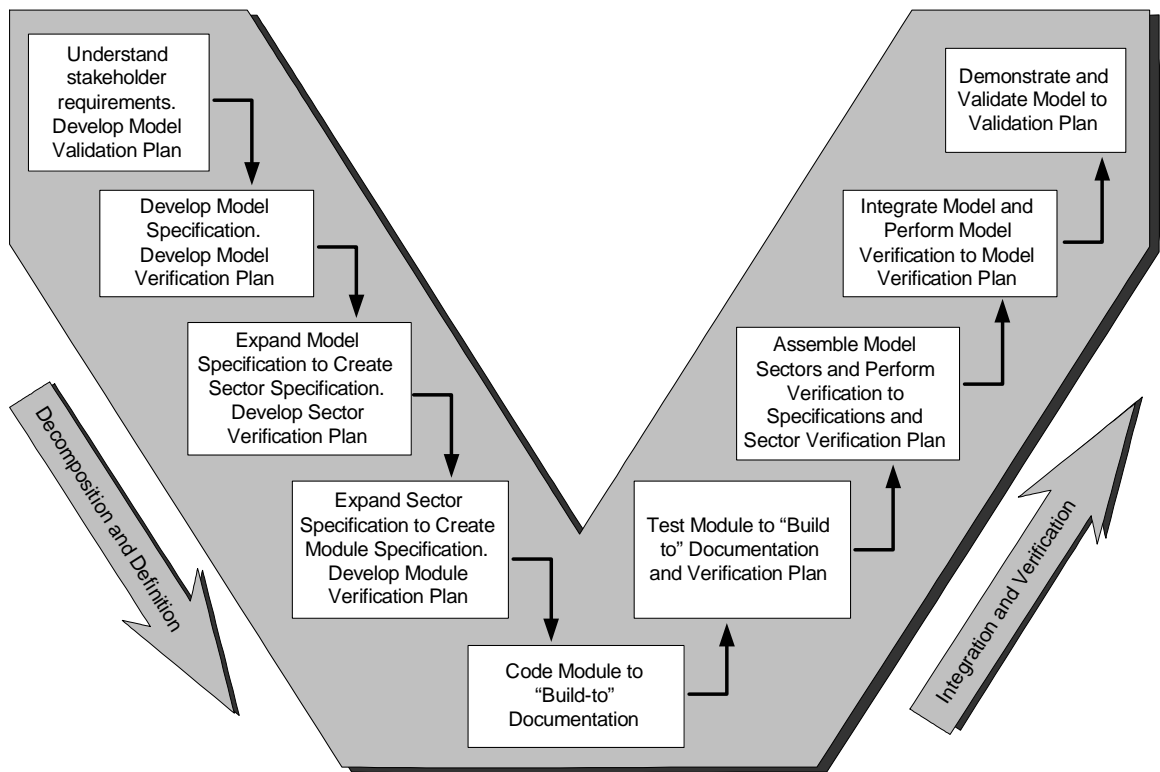 Understand
stakeholder
requirements.
Develop Model
Validation Plan
Develop Model
Specification.
Develop Model
Verification Plan
Expand Model
Specification to Create
Sector Specification.
Develop Sector
Verification Plan
Expand Sector
Specification to Create
Module Specification.
Develop Module
Verification Plan
Code Module to
“Build-to”
Documentation
Test Module to “Build
to” Documentation
and Verification Plan
Assemble Model
Sectors and Perform
Verification to
Specifications and
Sector Verification Plan
Integrate Model and
Perform Model
Verification to Model
Verification Plan
Demonstrate and
Validate Model to
Validation Plan
Decomposition and Definition
Integration and Verification